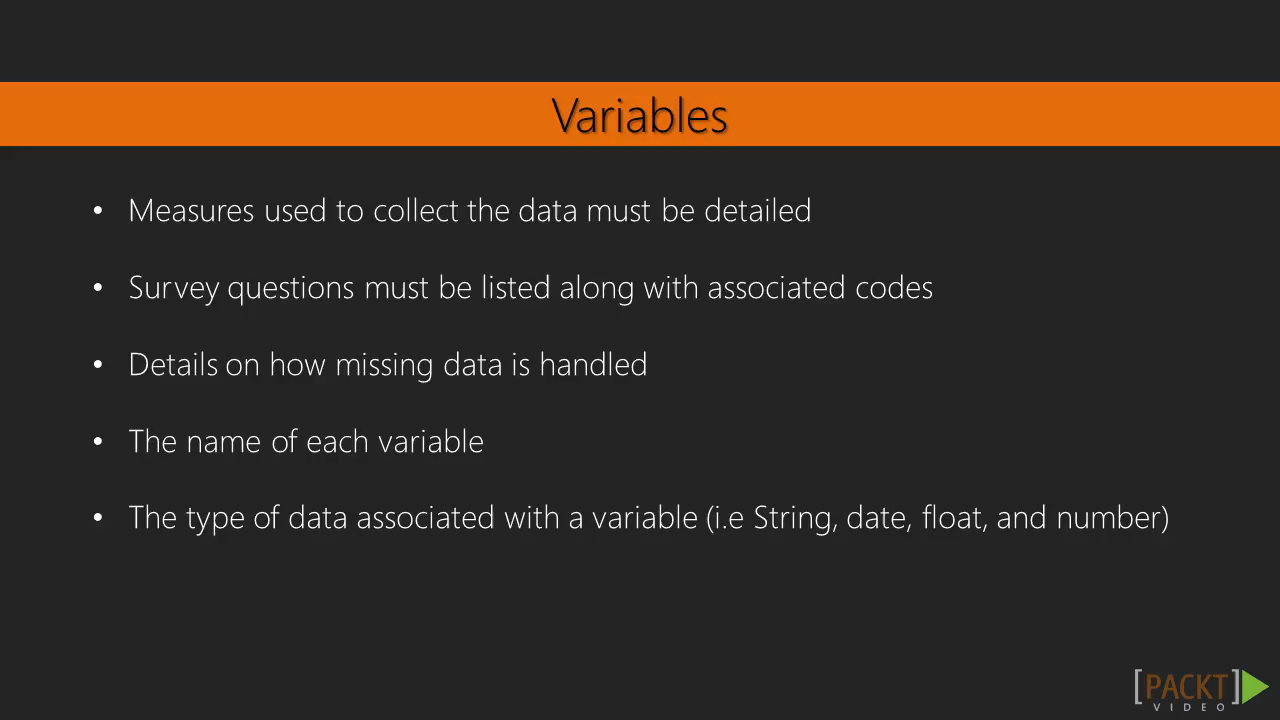 Variables
• Measures used to collect the data must be detailed
• Survey questions must be listed along with associated codes
• Details on how missing data is handled
• The name of each variable
• The type of data associated with a variable (i.e String, date, float, and number)
[PACKT]
VIDEO